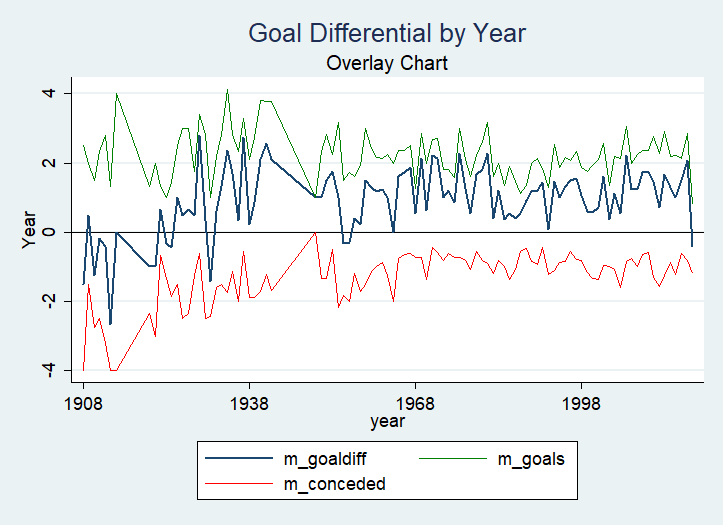 Goal Differential by Year
Overlay Chart
4
2
0
-2
-4
Year
1908 1938 1968 1998
year
m_goaldiff m_goals
m_conceded